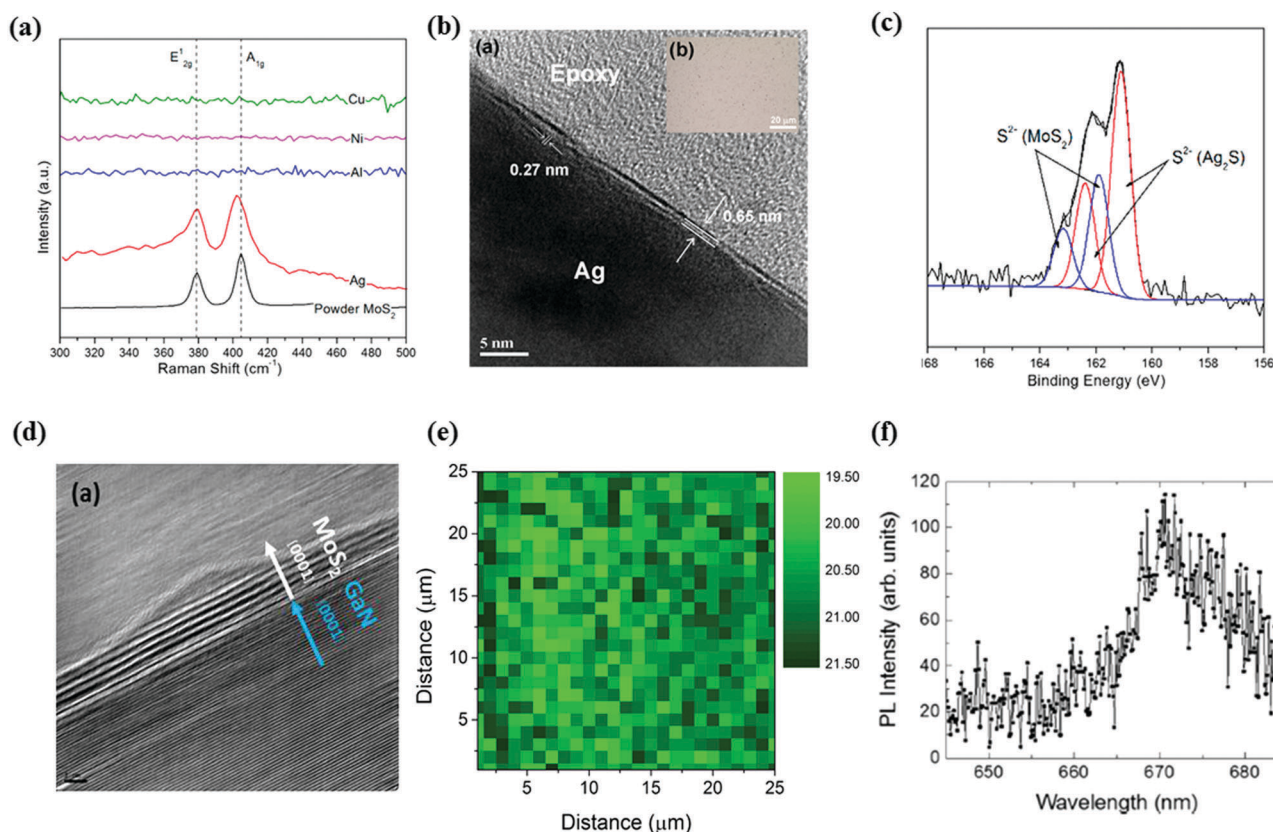 (a)
E¹₂g
A₁g
Cu
Ni
Al
Ag
Powder MoS₂
Intensity (a.u.)
300 320 340 360 380 400 420 440 460 480 500
Raman Shift (cm⁻¹)
(b)
(a)
Epoxy
(b)
20 μm
0.27 nm
0.65 nm
Ag
5 nm
(c)
S²⁻ (MoS₂)
S²⁻ (Ag₂S)
168 166 164 162 160 158 156
Binding Energy (eV)
(d)
(a)
MoS₂
[0001]
GaN
[0001]
(e)
25
20
15
10
5
Distance (μm)
5 10 15 20 25
Distance (μm)
19.50
20.00
20.50
21.00
21.50
(f)
120
100
80
60
40
20
0
PL Intensity (arb. units)
650 660 670 680
Wavelength (nm)